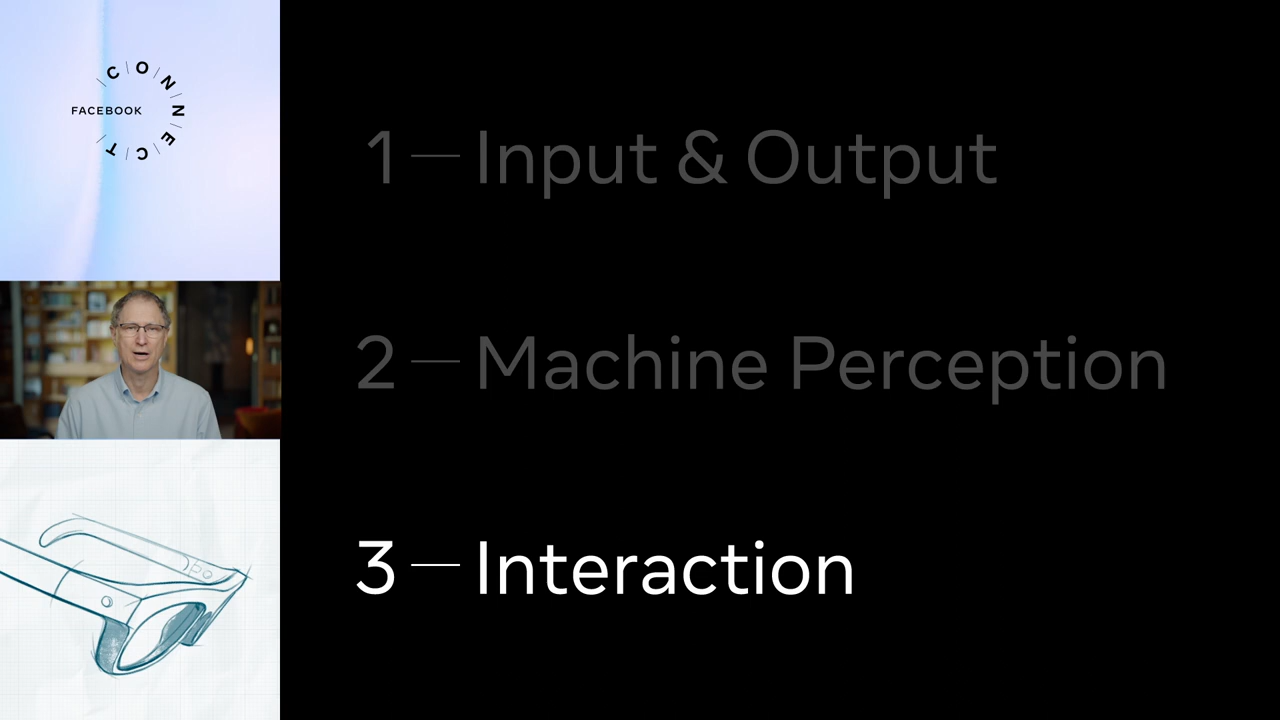 FACEBOOK
CONNECT
1 — Input & Output
2 — Machine Perception
3 — Interaction